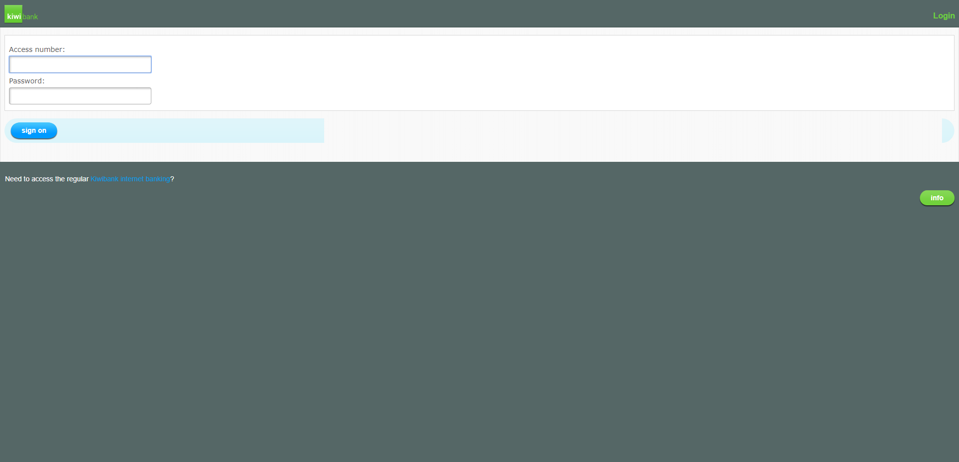 kiwibank
Login
Access number:
Password:
sign on
Need to access the regular Kiwibank internet banking?
info